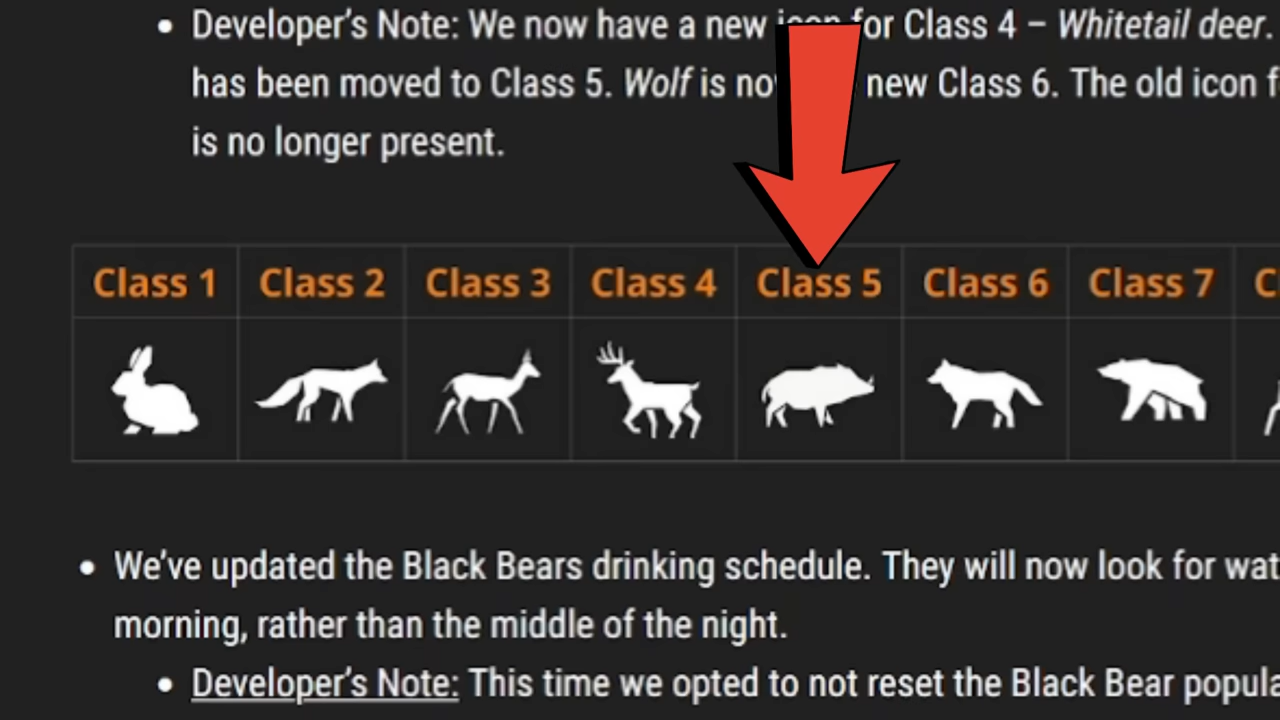 Developer's Note: We now have a new icon for Class 4 – Whitetail deer.
has been moved to Class 5. Wolf is new Class 6. The old icon
is no longer present.
Class 1 Class 2 Class 3 Class 4 Class 5 Class 6 Class 7
We've updated the Black Bears drinking schedule. They will now look for
morning, rather than the middle of the night.
Developer's Note: This time we opted to not reset the Black Bear